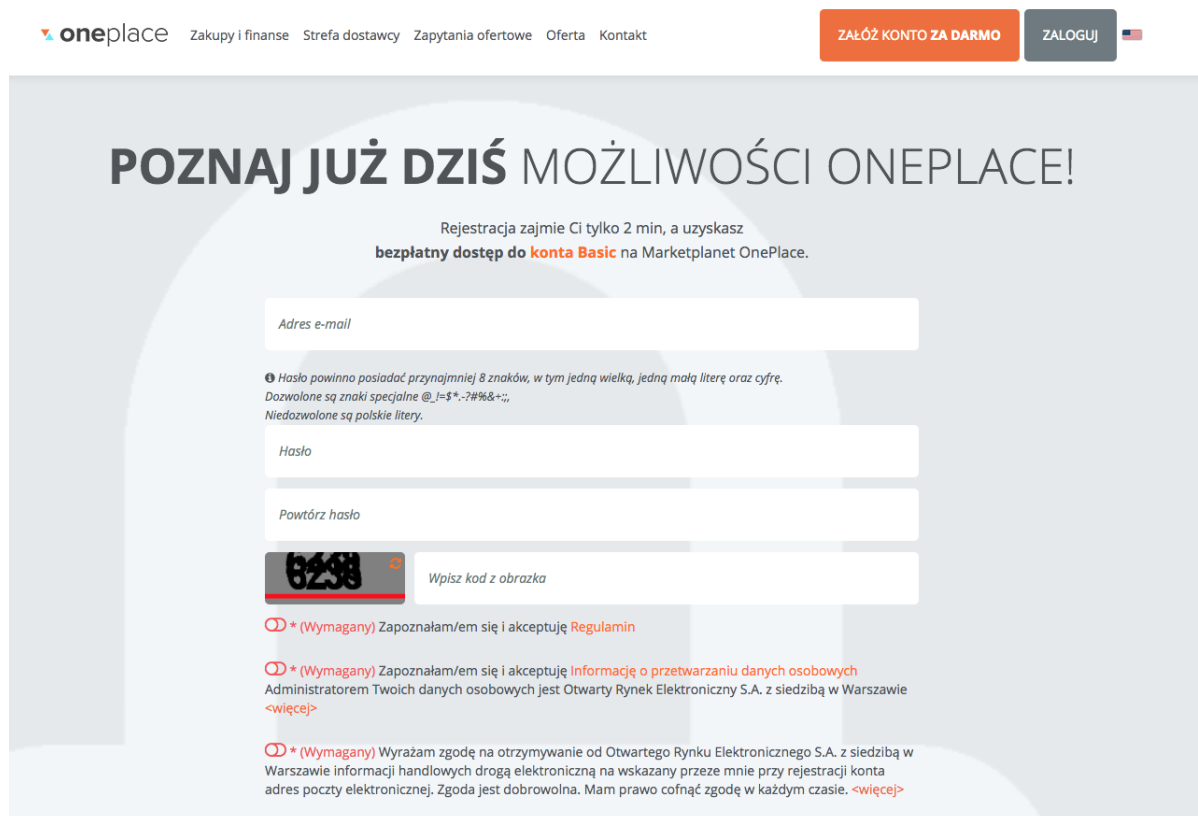 oneplace Zakupy i finanse Strefa dostawcy Zapytania ofertowe Oferta Kontakt ZAŁÓŻ KONTO ZA DARMO ZALOGUJ
POZNAJ JUŻ DZIŚ MOŻLIWOŚCI ONEPLACE!
Rejestracja zajmie Ci tylko 2 min, a uzyskasz
bezpłatny dostęp do konta Basic na Marketplanet OnePlace.
Adres e-mail
Hasło powinno posiadać przynajmniej 8 znaków, w tym jedną wielką, jedną małą literę oraz cyfrę.
Dozwolone są znaki specjalne @_!=$*.-?#%&+:;,
Niedozwolone są polskie litery.
Hasło
Powtórz hasło
Wpisz kod z obrazka
* (Wymagany) Zapoznałam/em się i akceptuję Regulamin
* (Wymagany) Zapoznałam/em się i akceptuję Informację o przetwarzaniu danych osobowych
Administratorem Twoich danych osobowych jest Otwarty Rynek Elektroniczny S.A. z siedzibą w Warszawie
<więcej>
* (Wymagany) Wyrażam zgodę na otrzymywanie od Otwartego Rynku Elektronicznego S.A. z siedzibą w
Warszawie informacji handlowych drogą elektroniczną na wskazany przeze mnie przy rejestracji konta
adres poczty elektronicznej. Zgoda jest dobrowolna. Mam prawo cofnąć zgodę w każdym czasie. <więcej>